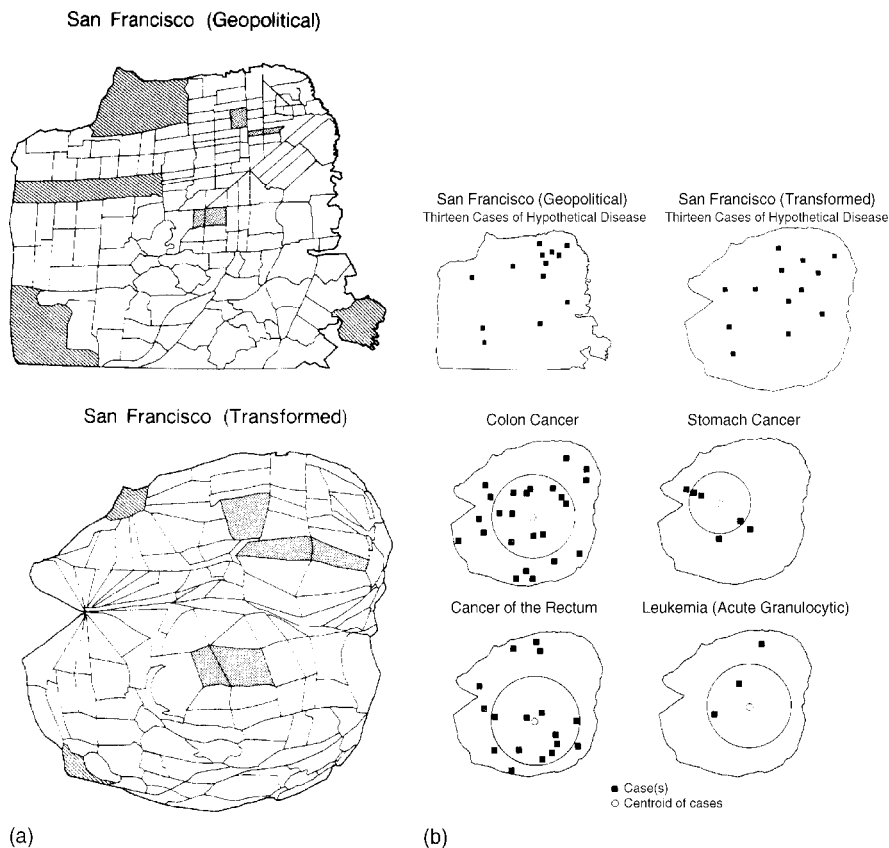 San Francisco (Geopolitical)
San Francisco (Transformed)
(a)
San Francisco (Geopolitical)
Thirteen Cases of Hypothetical Disease
San Francisco (Transformed)
Thirteen Cases of Hypothetical Disease
Colon Cancer
Stomach Cancer
Cancer of the Rectum
Leukemia (Acute Granulocytic)
Case(s)
Centroid of cases
(b)